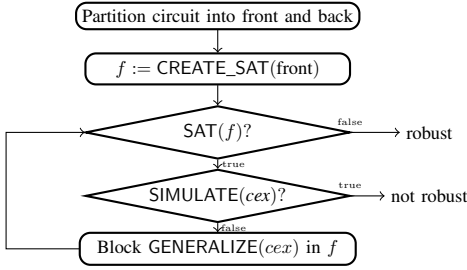 Partition circuit into front and back
f := CREATE_SAT(front)
SAT(f)?
false
robust
true
SIMULATE(cex)?
true
not robust
false
Block GENERALIZE(cex) in f